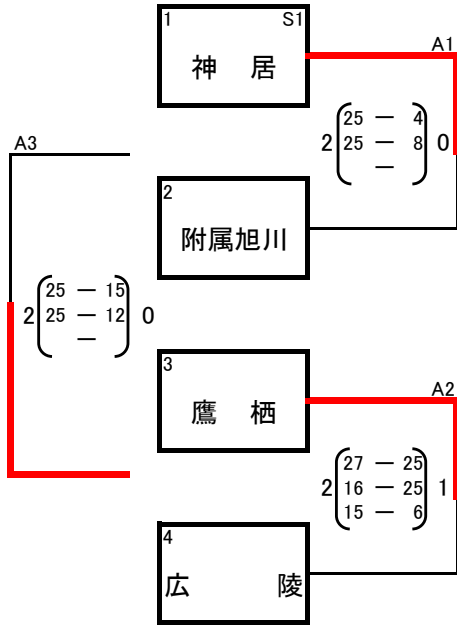 1 S1
神 居
A1
25 ー 4
2 25 ー 8 0
ー
A3
2
附属旭川
25 ー 15
2 25 ー 12 0
ー
3
鷹 栖
A2
27 ー 25
2 16 ー 25 1
15 ー 6
4
広 陵